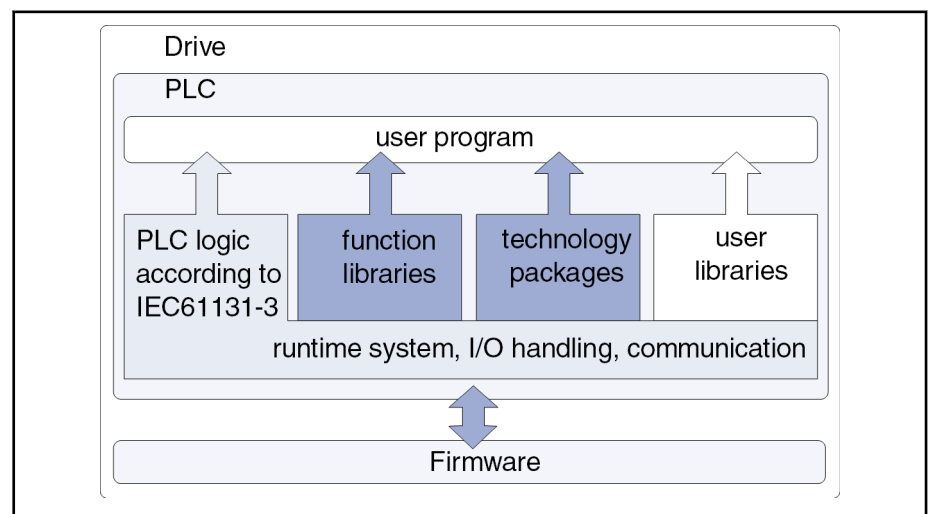 Drive
PLC
user program
PLC logic
according to
IEC61131-3
function
libraries
technology
packages
user
libraries
runtime system, I/O handling, communication
Firmware